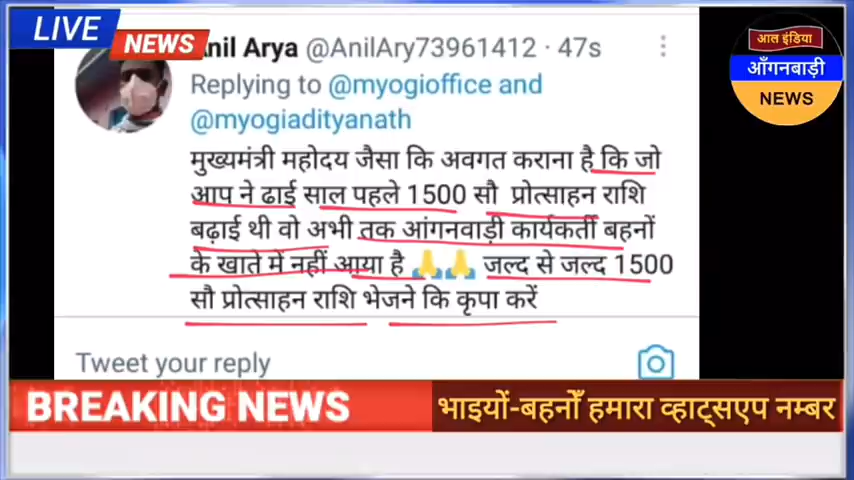 LIVE
NEWS
nil Arya @AnilAry73961412 · 47s
Replying to @myogioffice and
@myogiadityanath
मुख्यमंत्री महोदय जैसा कि अवगत कराना है कि जो
आप ने ढाई साल पहले 1500 सौ प्रोत्साहन राशि
बढ़ाई थी वो अभी तक आंगनवाड़ी कार्यकर्ती बहनों
के खाते में नहीं आया है 🙏🙏 जल्द से जल्द 1500
सौ प्रोत्साहन राशि भेजने कि कृपा करें
Tweet your reply
आल इंडिया
आँगनबाड़ी
NEWS
BREAKING NEWS
भाइयों-बहनोँ हमारा व्हाट्सएप नम्बर